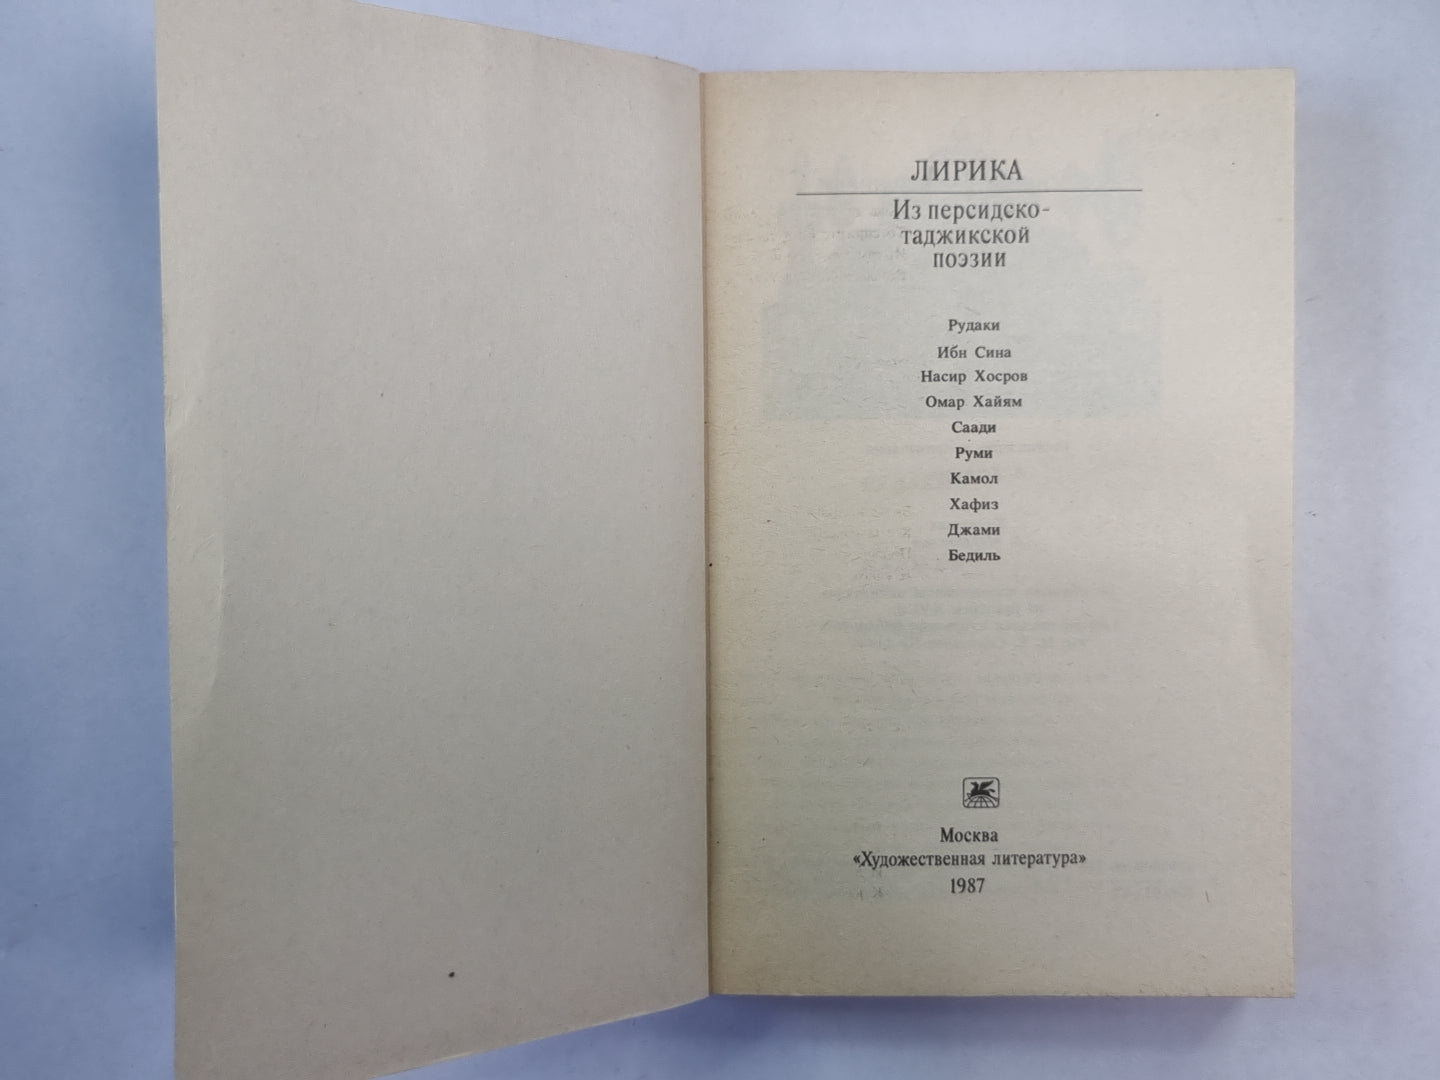 ЛИРИКА
Из персидско-
таджикской
поэзии
Рудаки
Ибн Сина
Насир Хосров
Омар Хайям
Саади
Руми
Камол
Хафиз
Джами
Бедиль
Москва
«Художественная литература»
1987